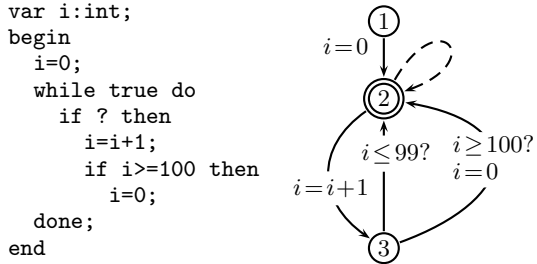 var i:int;
begin
  i=0;
  while true do
    if ? then
      i=i+1;
      if i>=100 then
        i=0;
  done;
end
1
i=0
2
i≤99?
i≥100?
i=0
i=i+1
3